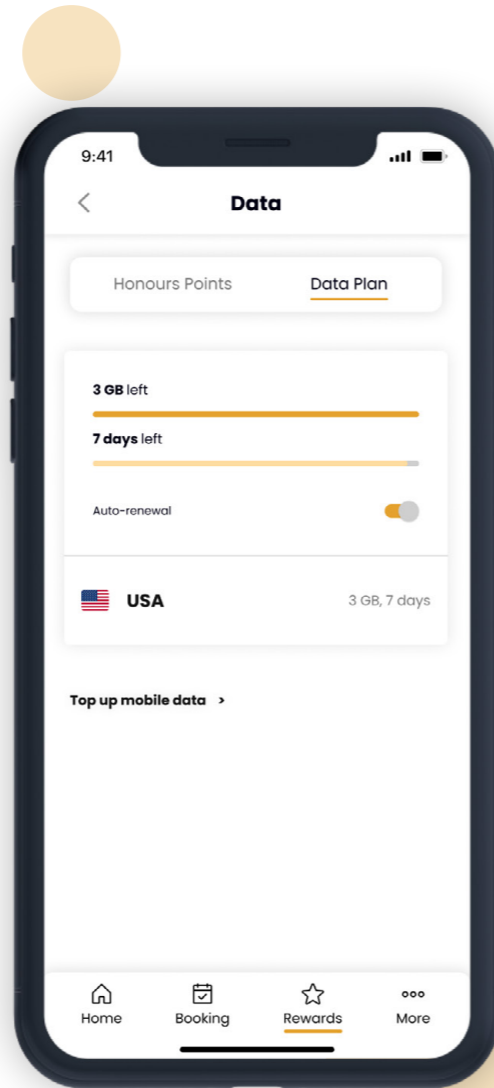 9:41
Data
Honours Points Data Plan
3 GB left
7 days left
Auto-renewal
USA 3 GB, 7 days
Top up mobile data >
Home Booking Rewards More